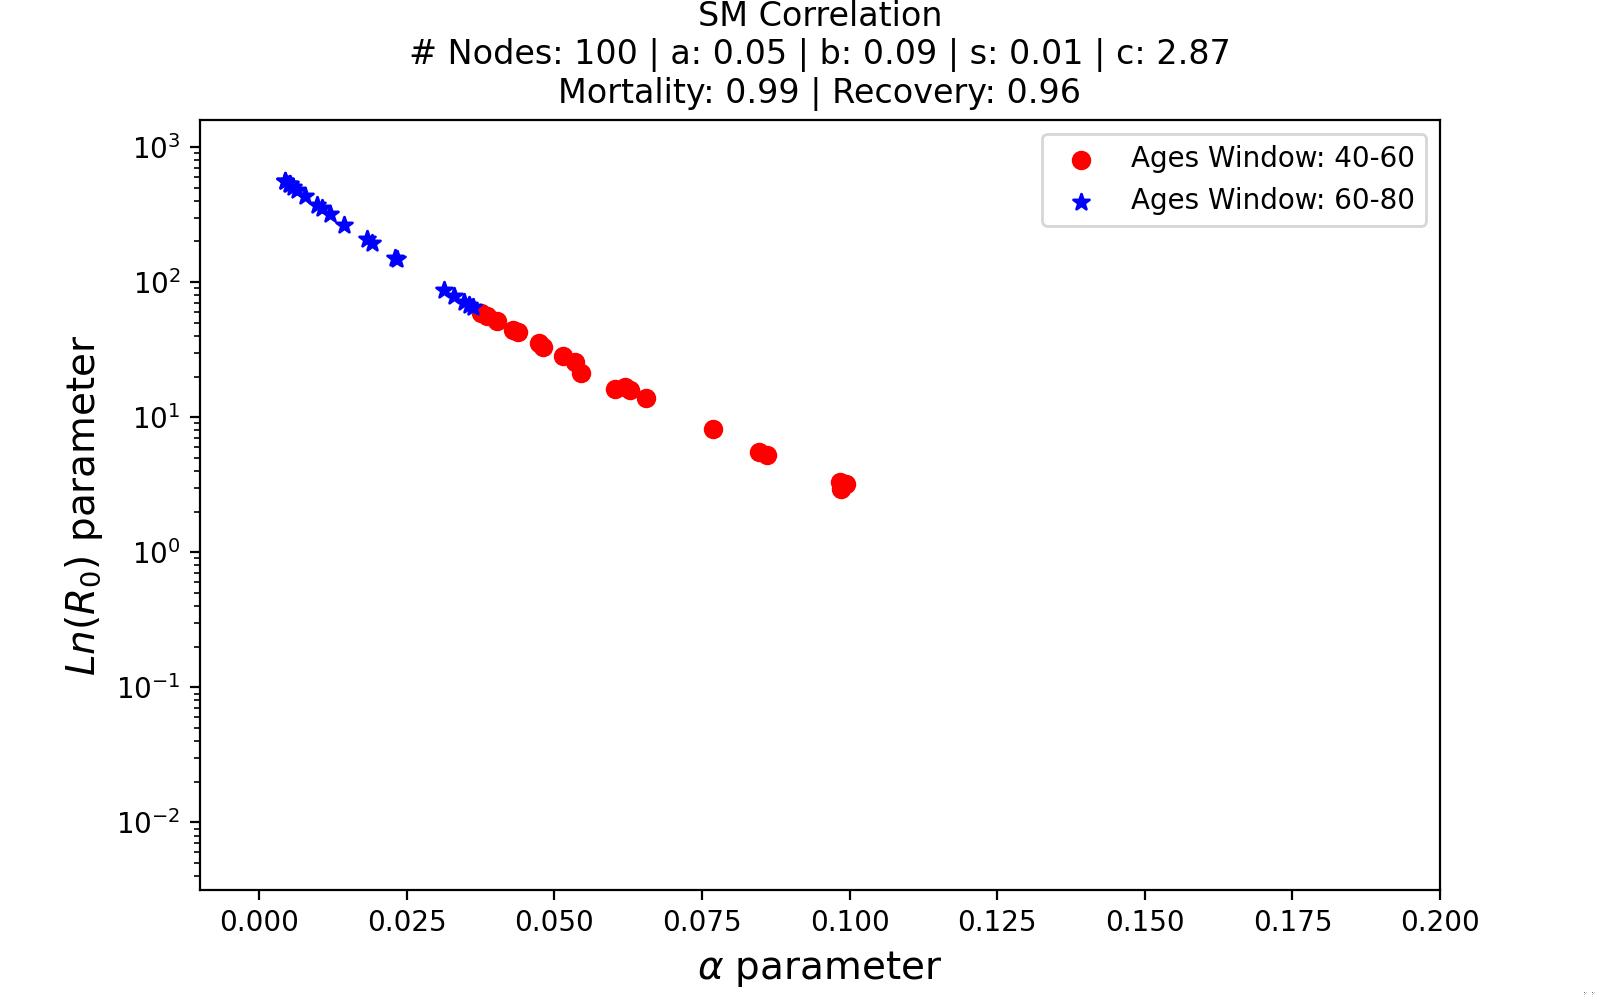 SM Correlation
# Nodes: 100 | a: 0.05 | b: 0.09 | s: 0.01 | c: 2.87
Mortality: 0.99 | Recovery: 0.96
Ages Window: 40-60
Ages Window: 60-80
10³
10²
10¹
10⁰
10⁻¹
10⁻²
Ln(R₀) parameter
0.000 0.025 0.050 0.075 0.100 0.125 0.150 0.175 0.200
α parameter